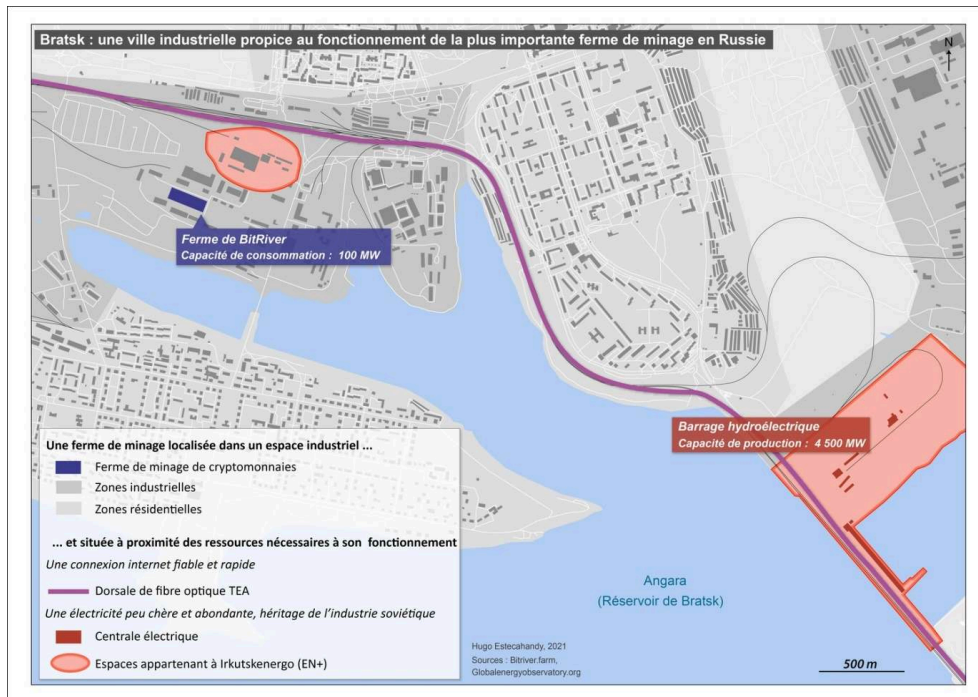 Bratsk : une ville industrielle propice au fonctionnement de la plus importante ferme de minage en Russie
N
Ferme de BitRiver
Capacité de consommation : 100 MW
Barrage hydroélectrique
Capacité de production : 4 500 MW
Une ferme de minage localisée dans un espace industriel ...
Ferme de minage de cryptomonnaies
Zones industrielles
Zones résidentielles
... et située à proximité des ressources nécessaires à son fonctionnement
Une connexion internet fiable et rapide
Dorsale de fibre optique TEA
Une électricité peu chère et abondante, héritage de l'industrie soviétique
Centrale électrique
Espaces appartenant à Irkutskenergo (EN+)
Angara
(Réservoir de Bratsk)
Hugo Estecahandy, 2021
Sources : Bitriver.farm,
Globalenergyobservatory.org
500 m